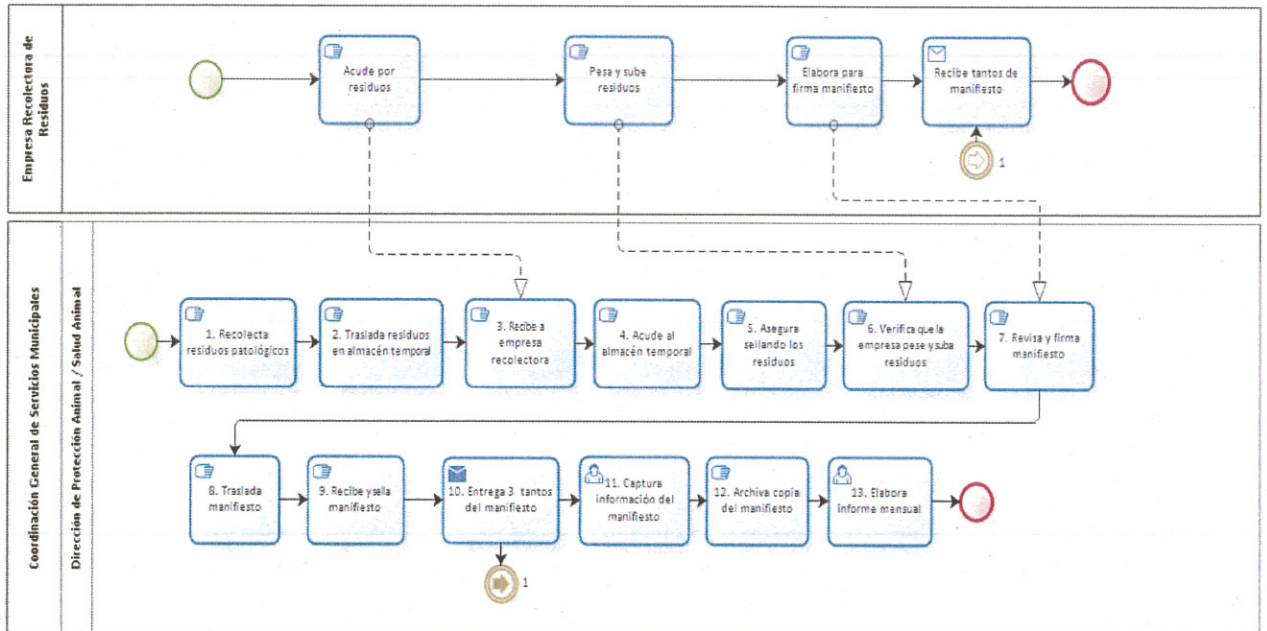 Empresa Recolectora de
Residuos
Acude por
residuos
Pesa y sube
residuos
Elabora para
firma manifiesto
Recibe tantos de
manifiesto
1
Coordinación General de Servicios Municipales
Dirección de Protección Animal / Salud Animal
1. Recolecta
residuos patológicos
2. Traslada residuos
en almacén temporal
3. Recibe a
empresa
recolectora
4. Acude al
almacén temporal
5. Asegura
sellando los
residuos
6. Verifica que la
empresa pese y suba
residuos
7. Revisa y firma
manifiesto
8. Traslada
manifiesto
9. Recibe y sella
manifiesto
10. Entrega 3 tantos
del manifiesto
1
11. Captura
información del
manifiesto
12. Archiva copia
del manifiesto
13. Elabora
informe mensual